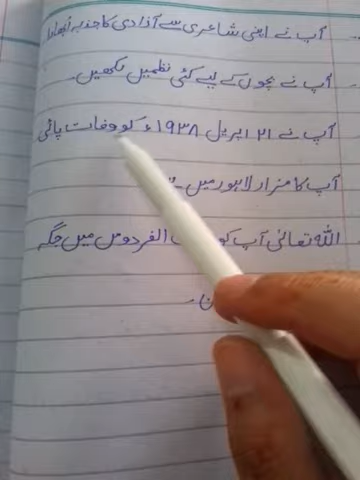 آپ نے اپنی شاعری سے آزادی کا جذبہ ابھارا
آپ نے بچوں کے لیے کئی نظمیں لکھیں۔
آپ نے ۲۱ اپریل ۱۹۳۸ء کو وفات پائی
آپ کا مزار لاہور میں
اللہ تعالیٰ آپ کو الفردوس میں جگہ